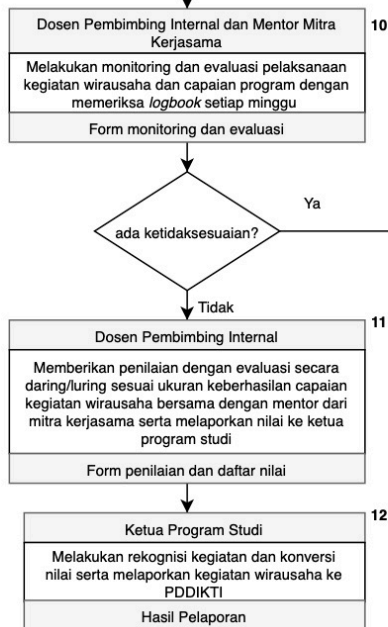 Dosen Pembimbing Internal dan Mentor Mitra
Kerjasama
10
Melakukan monitoring dan evaluasi pelaksanaan
kegiatan wirausaha dan capaian program dengan
memeriksa logbook setiap minggu
Form monitoring dan evaluasi
ada ketidaksesuaian?
Ya
Tidak
11
Dosen Pembimbing Internal
Memberikan penilaian dengan evaluasi secara
daring/luring sesuai ukuran keberhasilan capaian
kegiatan wirausaha bersama dengan mentor dari
mitra kerjasama serta melaporkan nilai ke ketua
program studi
Form penilaian dan daftar nilai
12
Ketua Program Studi
Melakukan rekognisi kegiatan dan konversi
nilai serta melaporkan kegiatan wirausaha ke
PDDIKTI
Hasil Pelaporan